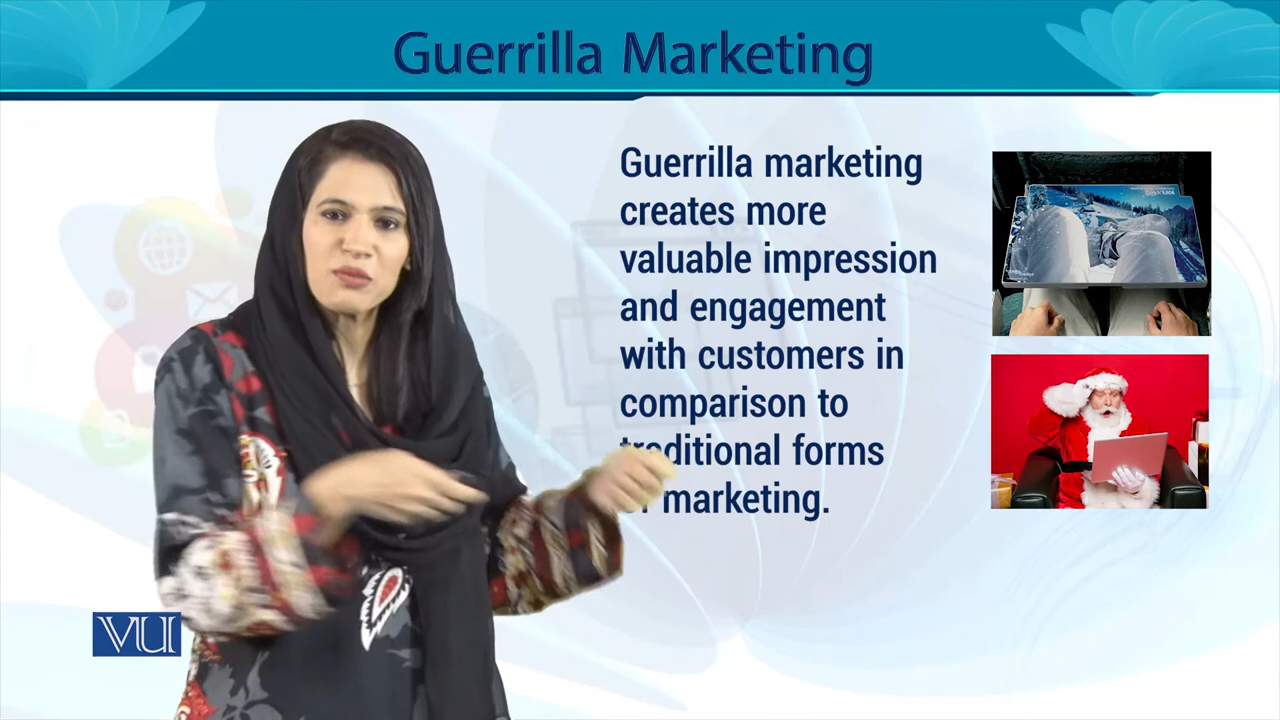 Guerrilla Marketing
Guerrilla marketing
creates more
valuable impression
and engagement
with customers in
comparison to
traditional forms
of marketing.
VU